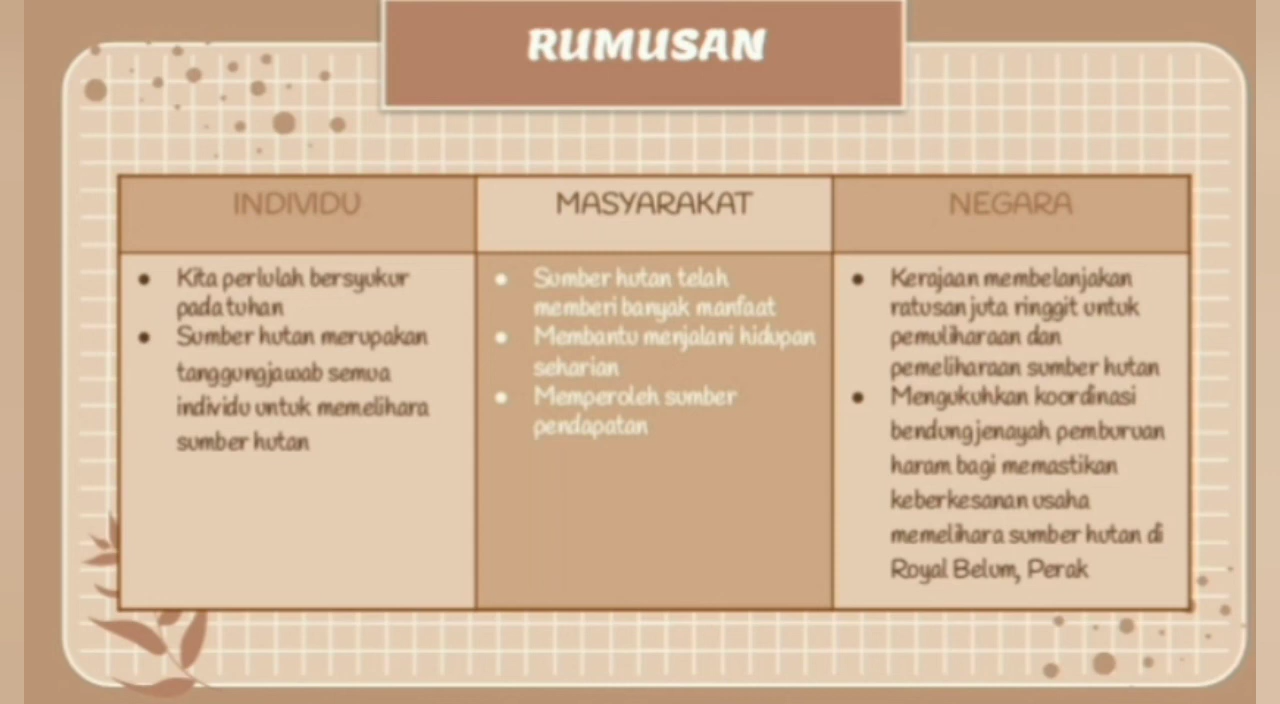 RUMUSAN
INDIVIDU
Kita perlulah bersyukur
pada tuhan
Sumber hutan merupakan
tanggungjawab semua
individu untuk memelihara
sumber hutan
MASYARAKAT
Sumber hutan telah
memberi banyak manfaat
Membantu menjalani hidupan
seharian
Memperoleh sumber
pendapatan
NEGARA
Kerajaan membelanjakan
ratusan juta ringgit untuk
pemuliharaan dan
pemeliharaan sumber hutan
Mengukuhkan koordinasi
bendung jenayah pemburuan
haram bagi memastikan
keberkesanan usaha
memelihara sumber hutan di
Royal Belum, Perak